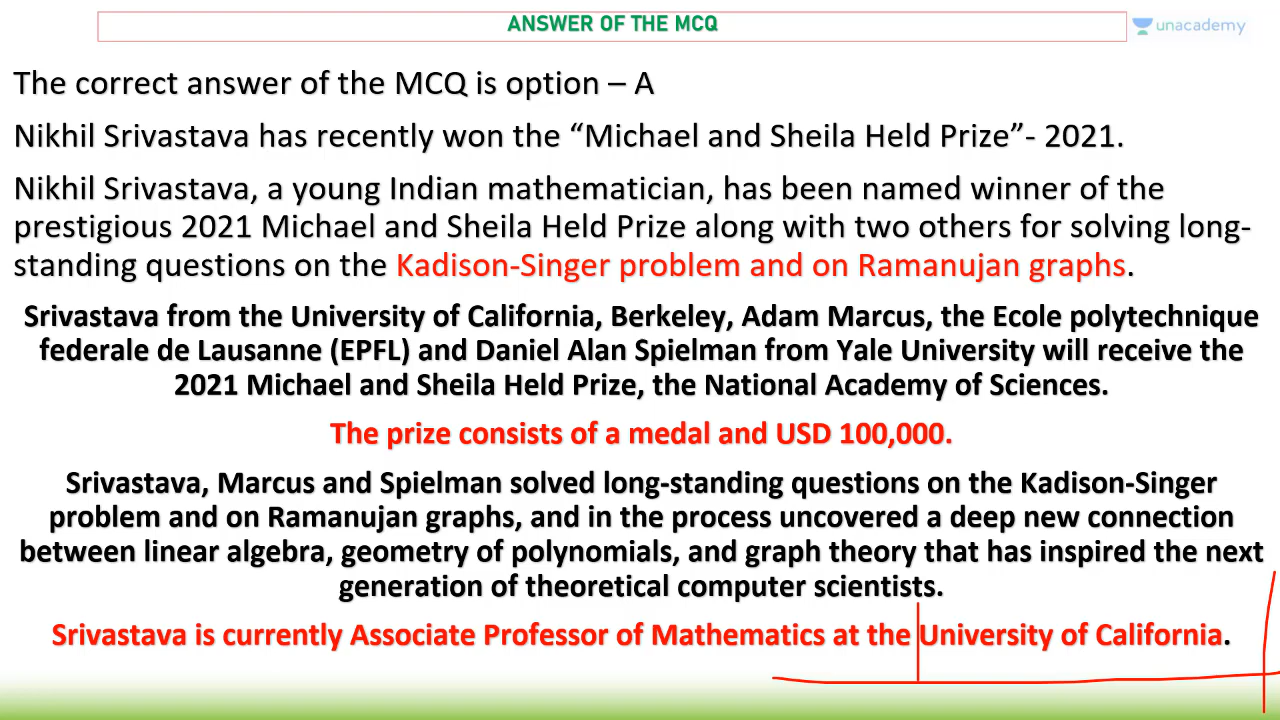 ANSWER OF THE MCQ
unacademy
The correct answer of the MCQ is option – A
Nikhil Srivastava has recently won the “Michael and Sheila Held Prize”- 2021.
Nikhil Srivastava, a young Indian mathematician, has been named winner of the
prestigious 2021 Michael and Sheila Held Prize along with two others for solving long-
standing questions on the Kadison-Singer problem and on Ramanujan graphs.
Srivastava from the University of California, Berkeley, Adam Marcus, the Ecole polytechnique
federale de Lausanne (EPFL) and Daniel Alan Spielman from Yale University will receive the
2021 Michael and Sheila Held Prize, the National Academy of Sciences.
The prize consists of a medal and USD 100,000.
Srivastava, Marcus and Spielman solved long-standing questions on the Kadison-Singer
problem and on Ramanujan graphs, and in the process uncovered a deep new connection
between linear algebra, geometry of polynomials, and graph theory that has inspired the next
generation of theoretical computer scientists.
Srivastava is currently Associate Professor of Mathematics at the University of California.